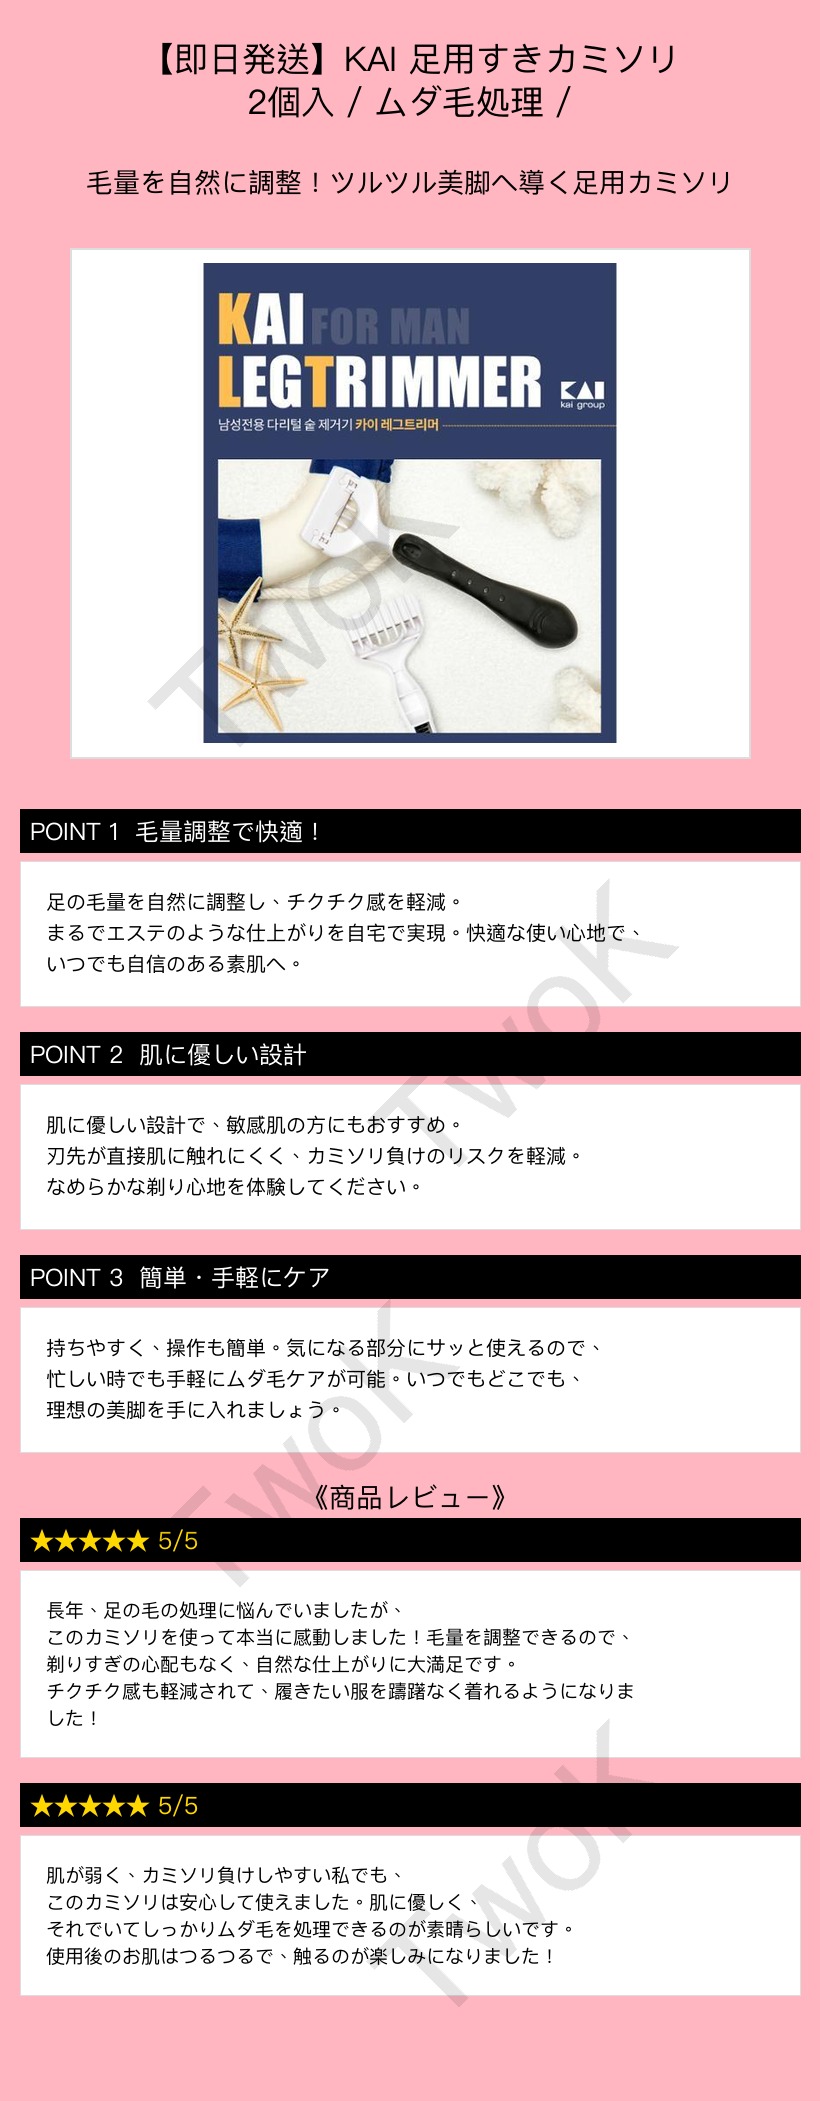 【即日発送】KAI 足用すきカミソリ
2個入 / ムダ毛処理 /
毛量を自然に調整！ツルツル美脚へ導く足用カミソリ
KAI FOR MAN
LEGTRIMMER
KAI
kai group
남성전용 다리털 숱 제거기 카이 레그트리머
TwoK
POINT 1 毛量調整で快適！
足の毛量を自然に調整し、チクチク感を軽減。
まるでエステのような仕上がりを自宅で実現。快適な使い心地で、
いつでも自信のある素肌へ。
TwoK
POINT 2 肌に優しい設計
肌に優しい設計で、敏感肌の方にもおすすめ。
刃先が直接肌に触れにくく、カミソリ負けのリスクを軽減。
なめらかな剃り心地を体験してください。
POINT 3 簡単・手軽にケア
持ちやすく、操作も簡単。気になる部分にサッと使えるので、
忙しい時でも手軽にムダ毛ケアが可能。いつでもどこでも、
理想の美脚を手に入れましょう。
TwoK
《商品レビュー》
★★★★★ 5/5
長年、足の毛の処理に悩んでいましたが、
このカミソリを使って本当に感動しました！毛量を調整できるので、
剃りすぎの心配もなく、自然な仕上がりに大満足です。
チクチク感も軽減されて、履きたい服を躊躇なく着れるようになりま
した！
★★★★★ 5/5
肌が弱く、カミソリ負けしやすい私でも、
このカミソリは安心して使えました。肌に優しく、
それでいてしっかりムダ毛を処理できるのが素晴らしいです。
使用後のお肌はつるつるで、触るのが楽しみになりました！
TwoK